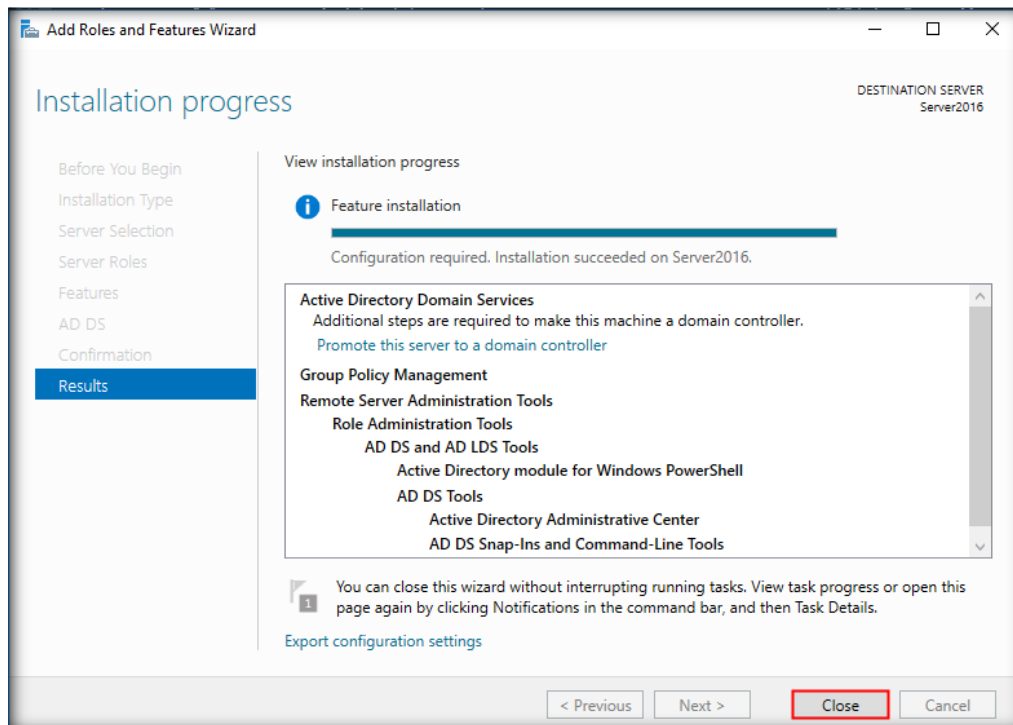 Add Roles and Features Wizard
Installation progress
DESTINATION SERVER
Server2016
Before You Begin
Installation Type
Server Selection
Server Roles
Features
AD DS
Confirmation
Results
View installation progress
Feature installation
Configuration required. Installation succeeded on Server2016.
Active Directory Domain Services
Additional steps are required to make this machine a domain controller.
Promote this server to a domain controller
Group Policy Management
Remote Server Administration Tools
Role Administration Tools
AD DS and AD LDS Tools
Active Directory module for Windows PowerShell
AD DS Tools
Active Directory Administrative Center
AD DS Snap-Ins and Command-Line Tools
1
You can close this wizard without interrupting running tasks. View task progress or open this
page again by clicking Notifications in the command bar, and then Task Details.
Export configuration settings
< Previous
Next >
Close
Cancel